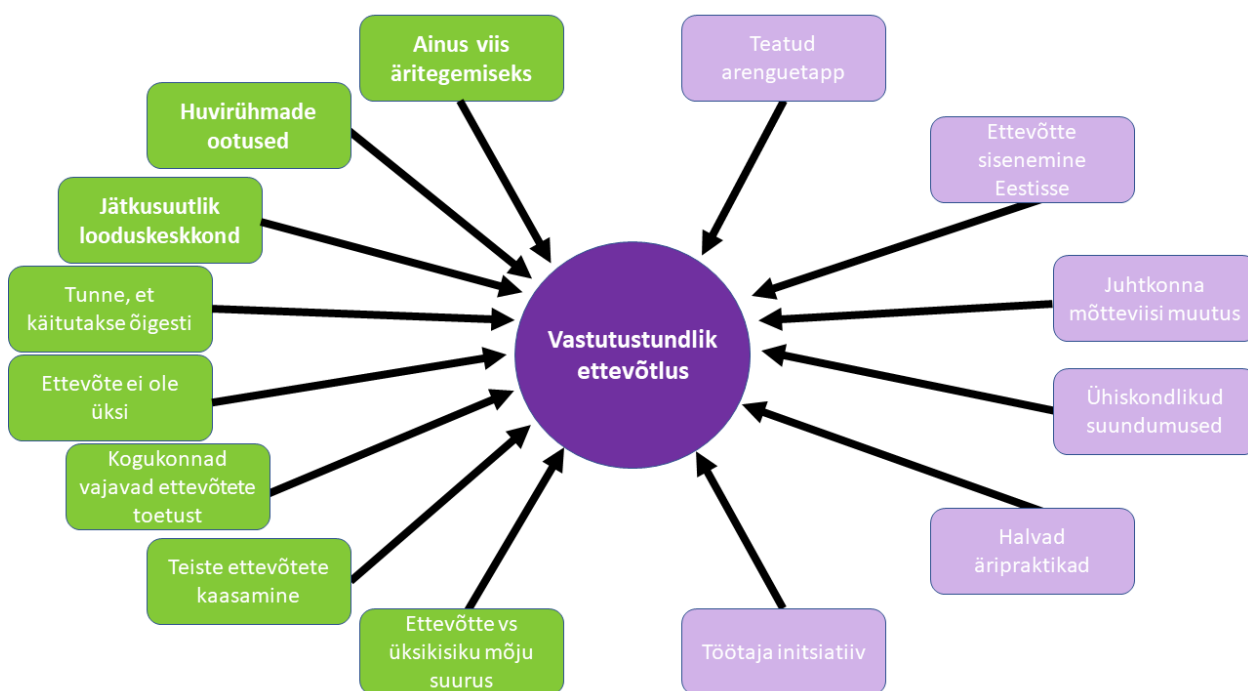 Ainus viis
äritegemiseks
Teatud
arenguetapp
Huvirühmade
ootused
Ettevõtte
sisenemine
Eestisse
Jätkusuutlik
looduskeskkond
Tunne, et
käitutakse õigesti
Juhtkonna
mõtteviisi muutus
Vastutustundlik
ettevõtlus
Ettevõte ei ole
üksi
Ühiskondlikud
suundumused
Kogukonnad
vajavad ettevõtete
toetust
Halvad
äripraktikad
Teiste ettevõtete
kaasamine
Ettevõtte vs
üksikisiku mõju
suurus
Töötaja initsiatiiv